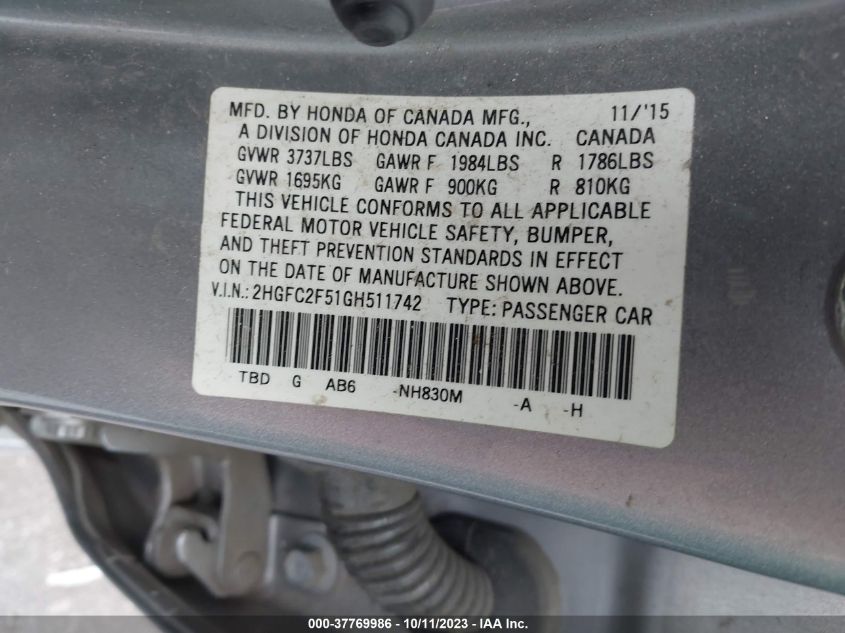 MFD. BY HONDA OF CANADA MFG., 11/'15
A DIVISION OF HONDA CANADA INC. CANADA
GVWR 3737LBS GAWR F 1984LBS R 1786LBS
GVWR 1695KG GAWR F 900KG R 810KG
THIS VEHICLE CONFORMS TO ALL APPLICABLE
FEDERAL MOTOR VEHICLE SAFETY, BUMPER,
AND THEFT PREVENTION STANDARDS IN EFFECT
ON THE DATE OF MANUFACTURE SHOWN ABOVE.
V.I.N.: 2HGFC2F51GH511742 TYPE: PASSENGER CAR
TBD G AB6 -NH830M -A -H
000-37769986 - 10/11/2023 - IAAI Inc.